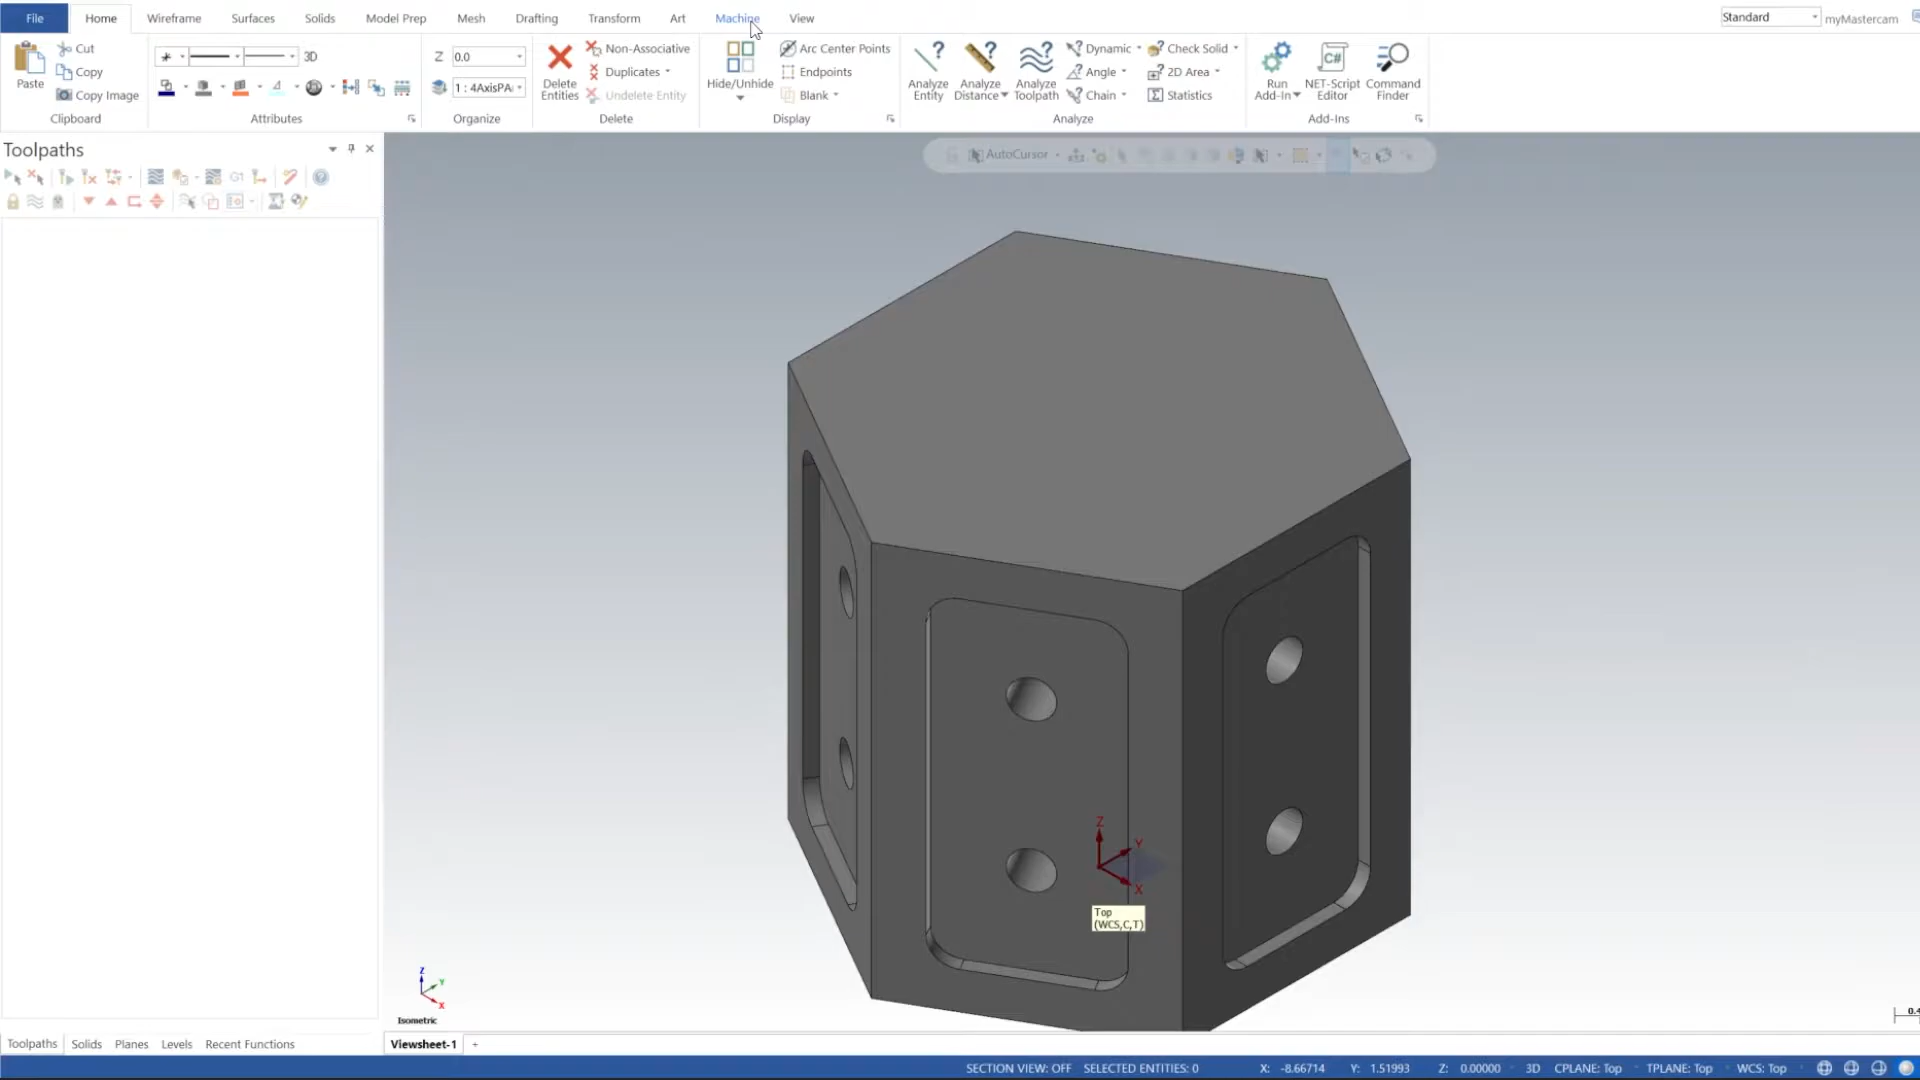 File Home Wireframe Surfaces Solids Model Prep Mesh Drafting Transform Art Machine View Standard myMastercam
Paste
Cut
Copy
Copy Image
Clipboard
3D
Attributes
Z 0.0
1 : 4AxisPA
Organize
Delete
Entities
Non-Associative
Duplicates
Undelete Entity
Delete
Hide/Unhide
Arc Center Points
Endpoints
Blank
Display
Analyze
Entity
Analyze
Distance
Analyze
Toolpath
Dynamic
Angle
Chain
Check Solid
2D Area
Statistics
Analyze
Run
Add-In
C#
NET-Script
Editor
Command
Finder
Add-Ins
Toolpaths
G1
AutoCursor
Z
Y
X
Top
(WCS,C,T)
Z
Y
X
Isometric
0.4
Toolpaths Solids Planes Levels Recent Functions
Viewsheet-1 +
SECTION VIEW: OFF SELECTED ENTITIES: 0 X: -8.66714 Y: 1.51993 Z: 0.00000 3D CPLANE: Top TPLANE: Top WCS: Top